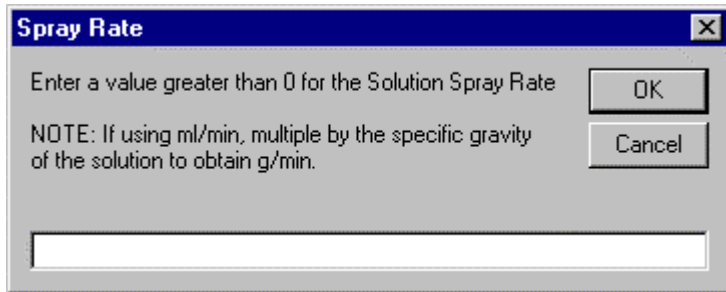 Spray Rate
Enter a value greater than 0 for the Solution Spray Rate
OK
NOTE: If using ml/min, multiple by the specific gravity
of the solution to obtain g/min.
Cancel